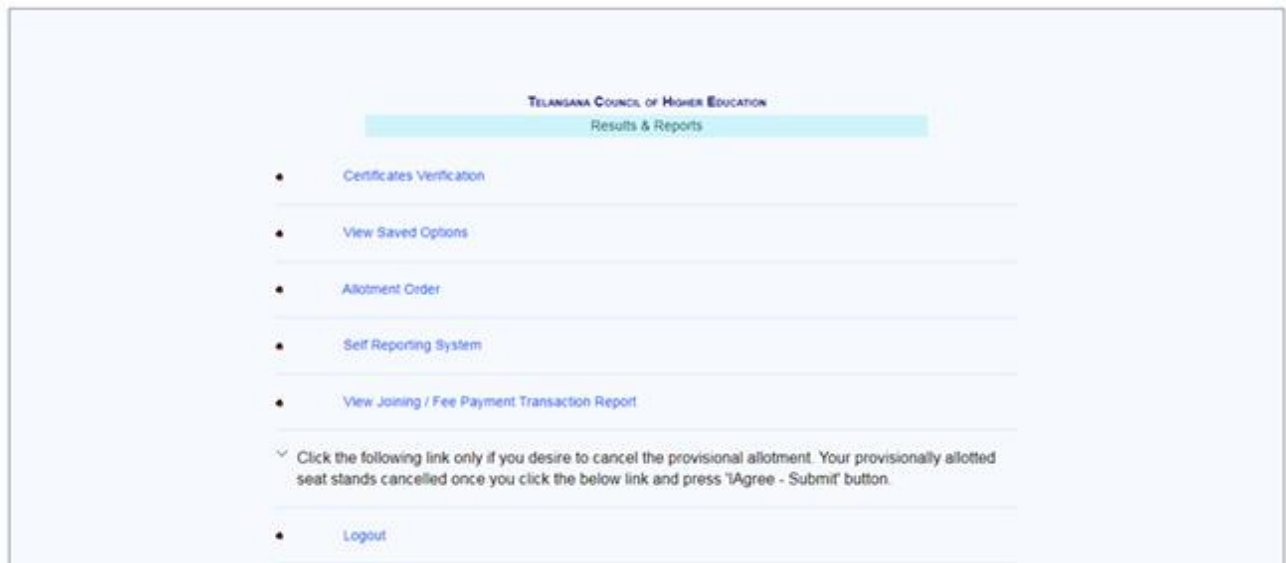 Telangana Council of Higher Education
Results & Reports
Certificates Verification
View Saved Options
Allotment Order
Self Reporting System
View Joining / Fee Payment Transaction Report
Click the following link only if you desire to cancel the provisional allotment. Your provisionally allotted
seat stands cancelled once you click the below link and press 'IAgree - Submit' button.
Logout